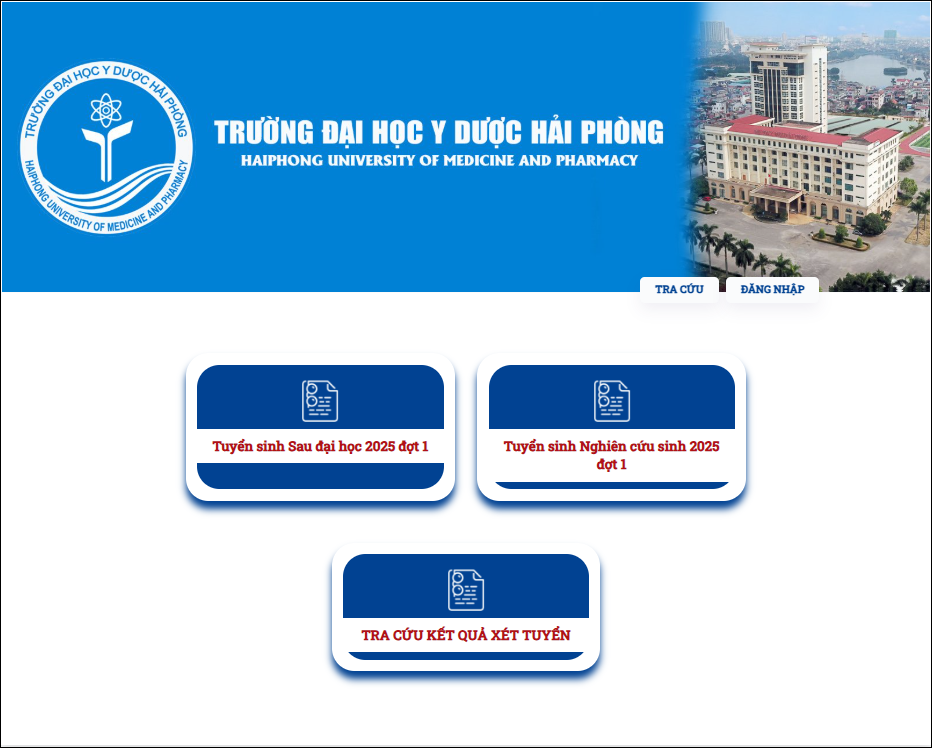 TRƯỜNG ĐẠI HỌC Y DƯỢC HẢI PHÒNG
HAIPHONG UNIVERSITY OF MEDICINE AND PHARMACY
TRƯỜNG ĐẠI HỌC Y DƯỢC HẢI PHÒNG
HAIPHONG UNIVERSITY OF MEDICINE AND PHARMACY
TRA CỨU
ĐĂNG NHẬP
Tuyển sinh Sau đại học 2025 đợt 1
Tuyển sinh Nghiên cứu sinh 2025
đợt 1
TRA CỨU KẾT QUẢ XÉT TUYỂN